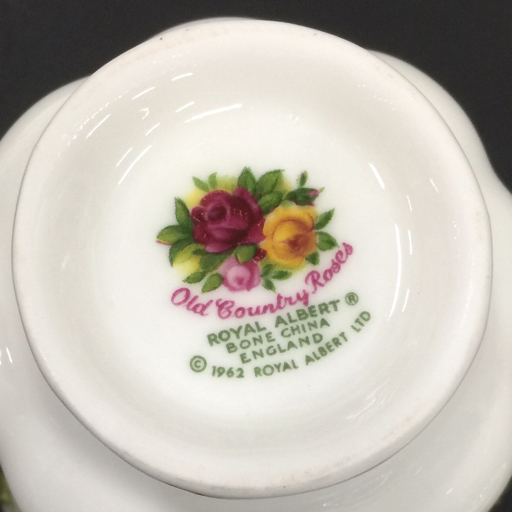 Old Country Roses
ROYAL ALBERT ®
BONE CHINA
ENGLAND
© 1962 ROYAL ALBERT LTD